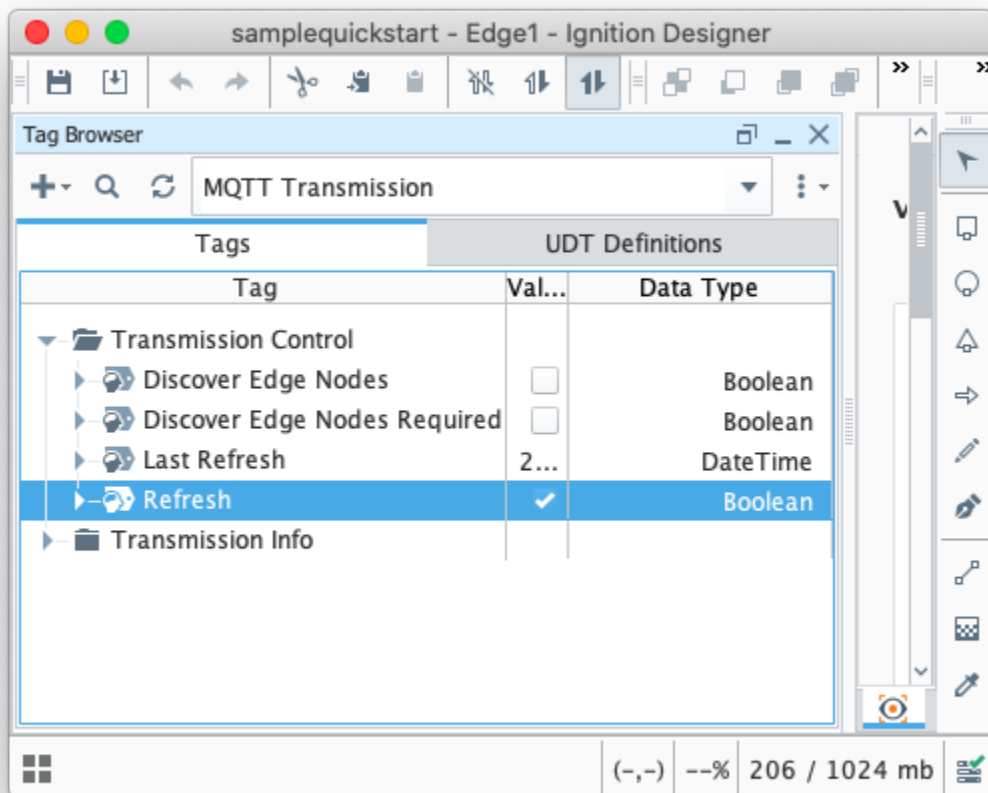 samplequickstart - Edge1 - Ignition Designer
»
»
Tag Browser
MQTT Transmission
Tags UDT Definitions
Tag Val... Data Type
Transmission Control
Discover Edge Nodes Boolean
Discover Edge Nodes Required Boolean
Last Refresh 2... DateTime
Refresh Boolean
Transmission Info
(-,-) --% 206 / 1024 mb